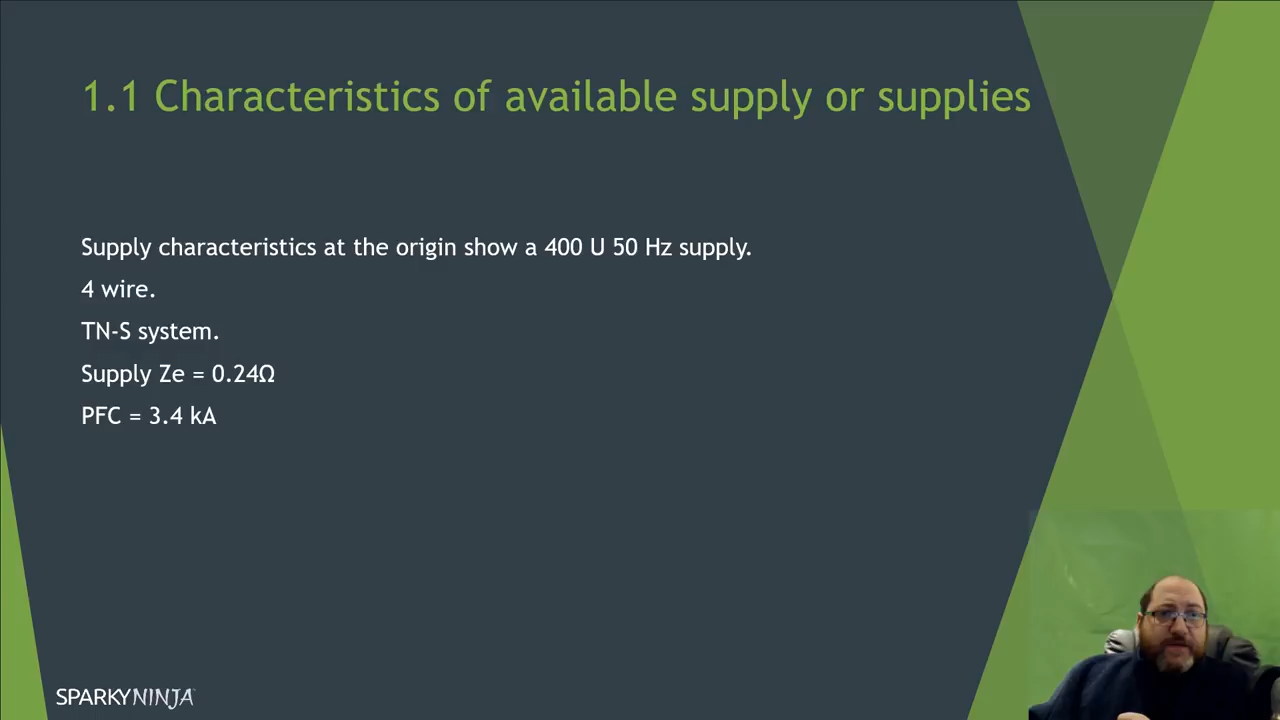 1.1 Characteristics of available supply or supplies
Supply characteristics at the origin show a 400 U 50 Hz supply.
4 wire.
TN-S system.
Supply Ze = 0.24Ω
PFC = 3.4 kA
SPARKYNINJA